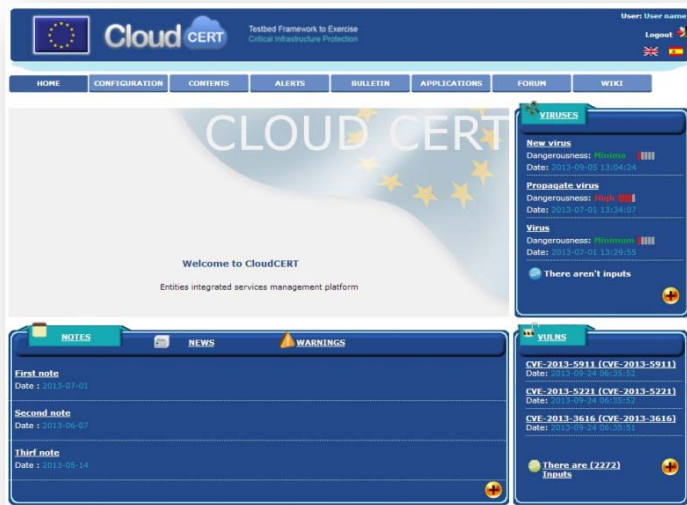 User: User name
Cloud CERT
Testbed Framework to Exercise
Critical Infrastructure Protection
Logout
HOME CONFIGURATION CONTENTS ALERTS BULLETIN APPLICATIONS FORUM WIKI
CLOUD CERT
Welcome to CloudCERT
Entities integrated services management platform
VIRUSES
New virus
Dangerousness: Minima
Date: 2013-09-05 13:04:24
Propagate virus
Dangerousness: High
Date: 2013-07-01 13:34:07
Virus
Dangerousness: Minimum
Date: 2013-07-01 13:29:55
There aren't inputs
NOTES NEWS WARNINGS
First note
Date : 2013-07-01
Second note
Date : 2013-06-07
Thirf note
Date : 2013-05-14
VULNS
CVE-2013-5911 (CVE-2013-5911)
Date: 2013-09-24 06:35:52
CVE-2013-5221 (CVE-2013-5221)
Date: 2013-09-24 06:35:52
CVE-2013-3616 (CVE-2013-3616)
Date: 2013-09-24 06:35:51
There are (2272)
Inputs